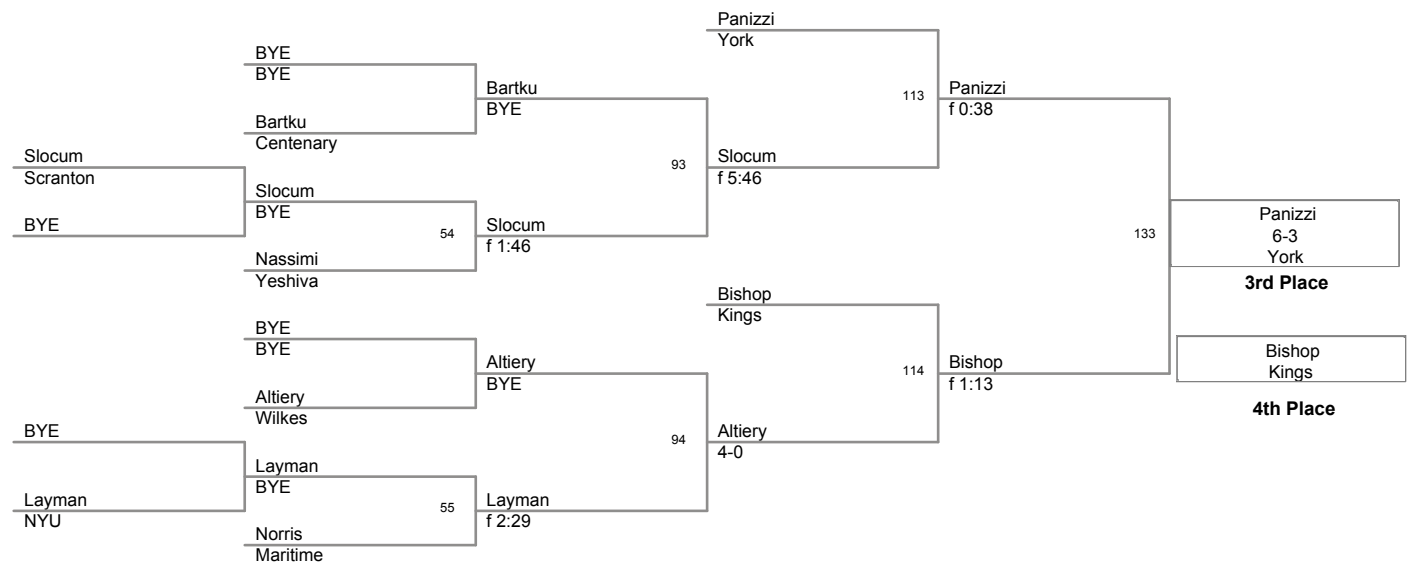 Panizzi
York
BYE
BYE
Bartku
BYE
113
Panizzi
f 0:38
Bartku
Centenary
Slocum
Scranton
93
Slocum
f 5:46
Slocum
BYE
BYE
54
Slocum
f 1:46
133
Panizzi
6-3
York
3rd Place
Nassimi
Yeshiva
Bishop
Kings
BYE
BYE
Altiery
BYE
114
Bishop
f 1:13
Bishop
Kings
4th Place
Altiery
Wilkes
BYE
94
Altiery
4-0
Layman
BYE
Layman
NYU
55
Layman
f 2:29
Norris
Maritime